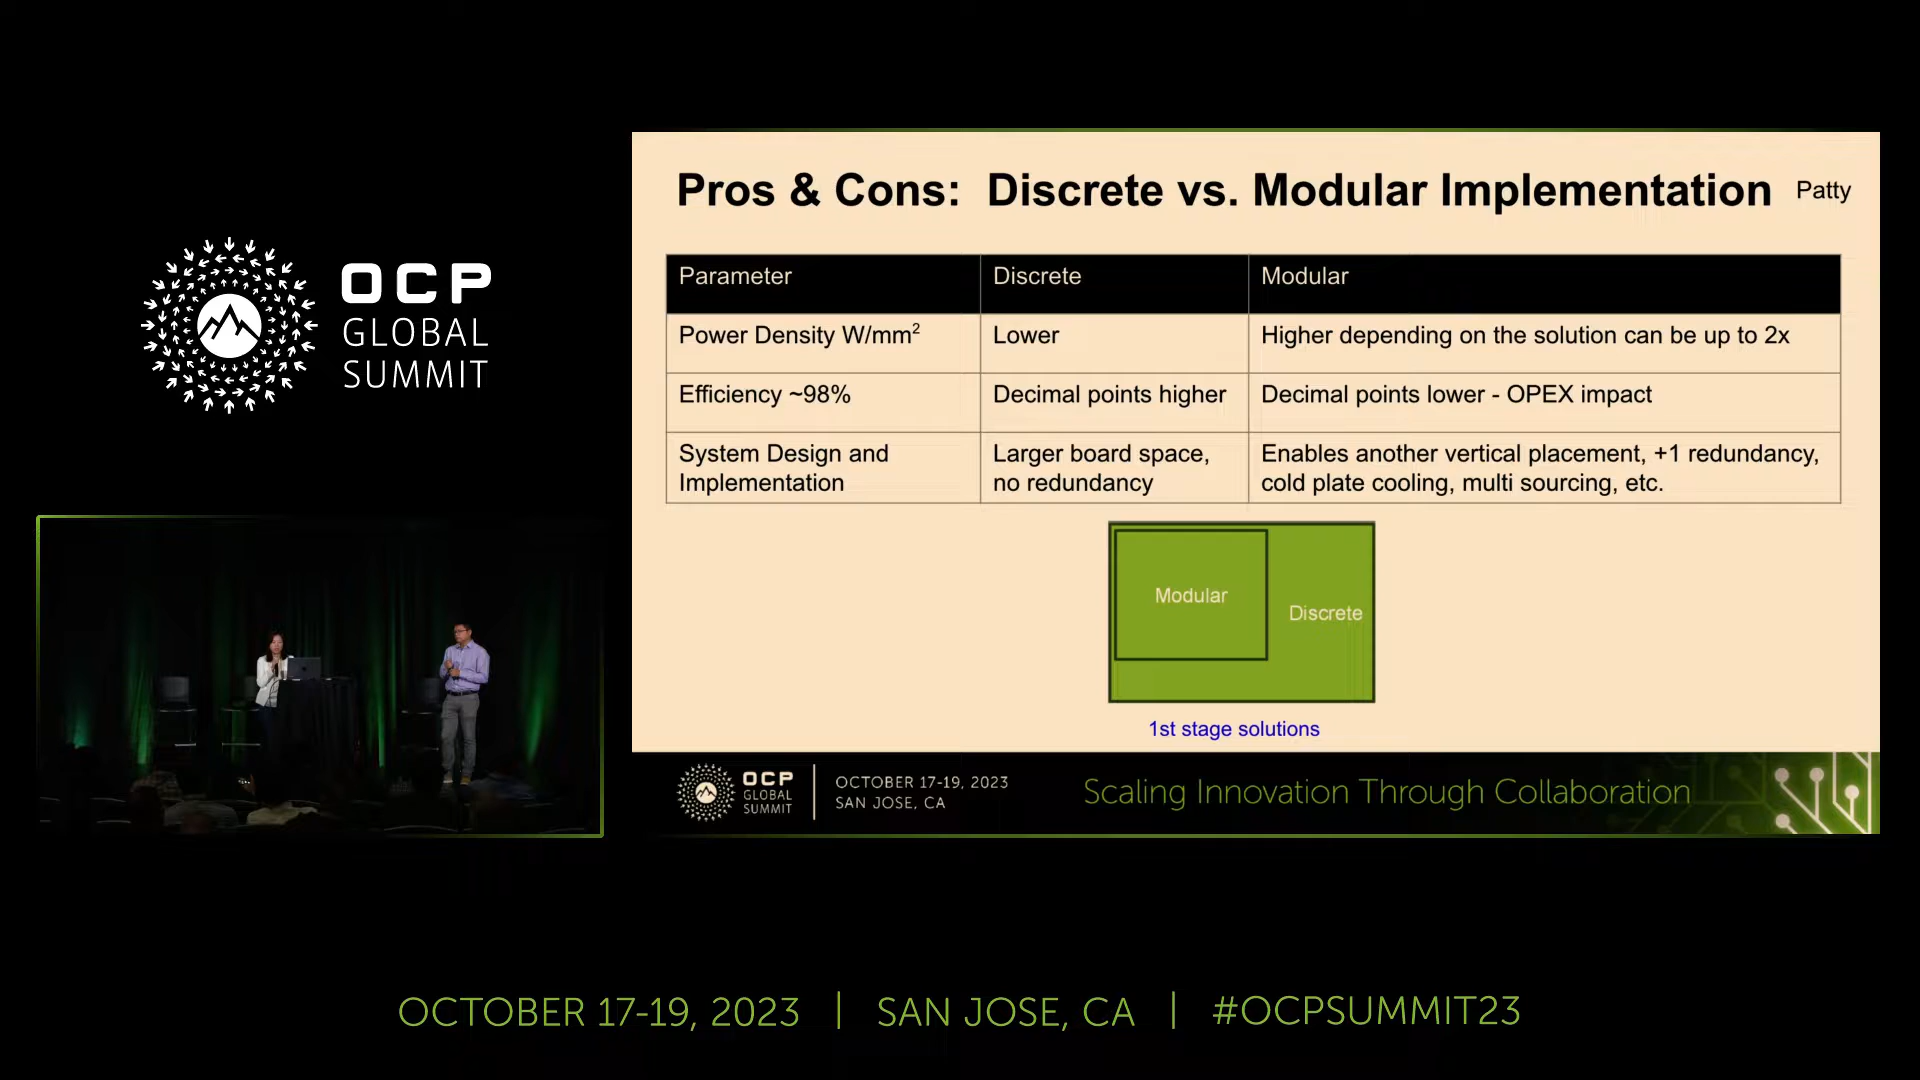 OCP
GLOBAL
SUMMIT
Pros & Cons:  Discrete vs. Modular Implementation
Patty
Parameter
Discrete
Modular
Power Density W/mm²
Lower
Higher depending on the solution can be up to 2x
Efficiency ~98%
Decimal points higher
Decimal points lower - OPEX impact
System Design and
Implementation
Larger board space,
no redundancy
Enables another vertical placement, +1 redundancy,
cold plate cooling, multi sourcing, etc.
Modular
Discrete
1st stage solutions
OCP
GLOBAL
SUMMIT
OCTOBER 17-19, 2023
SAN JOSE, CA
Scaling Innovation Through Collaboration
OCTOBER 17-19, 2023 | SAN JOSE, CA | #OCPSUMMIT23